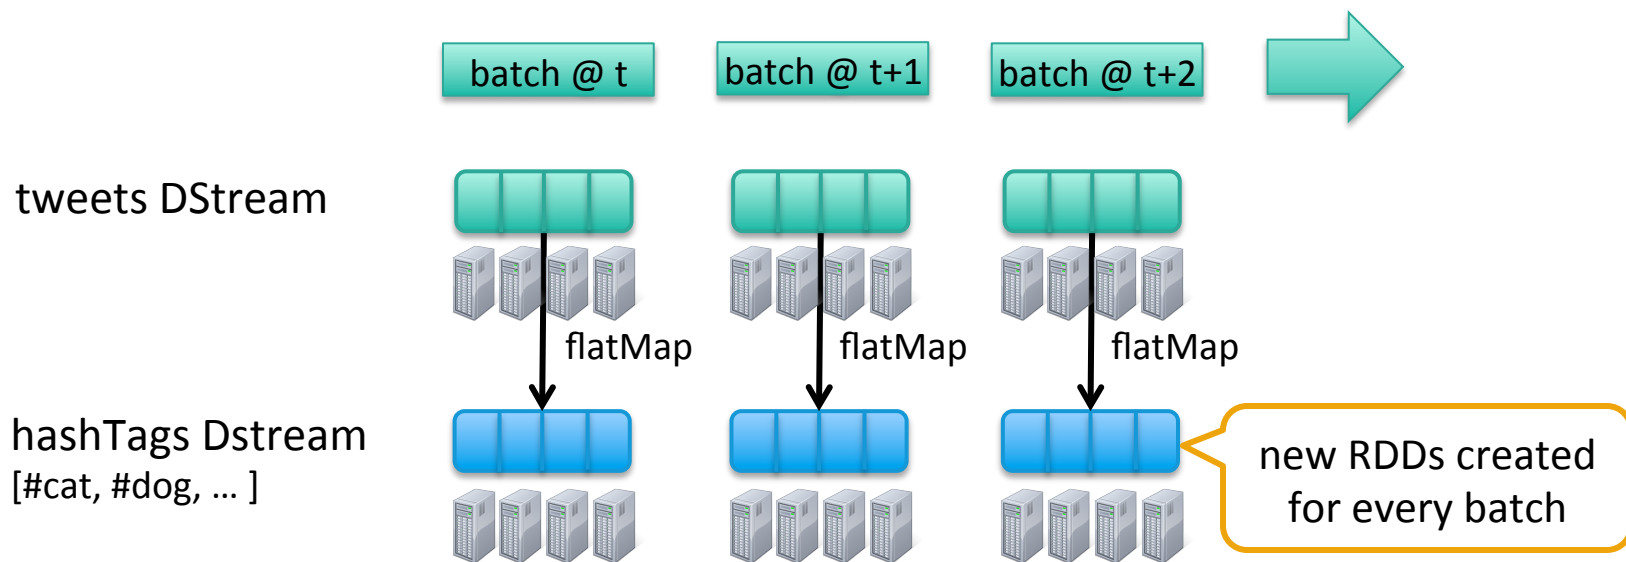 batch @ t
batch @ t+1
batch @ t+2
tweets DStream
flatMap
flatMap
flatMap
hashTags Dstream
[#cat, #dog, … ]
new RDDs created
for every batch